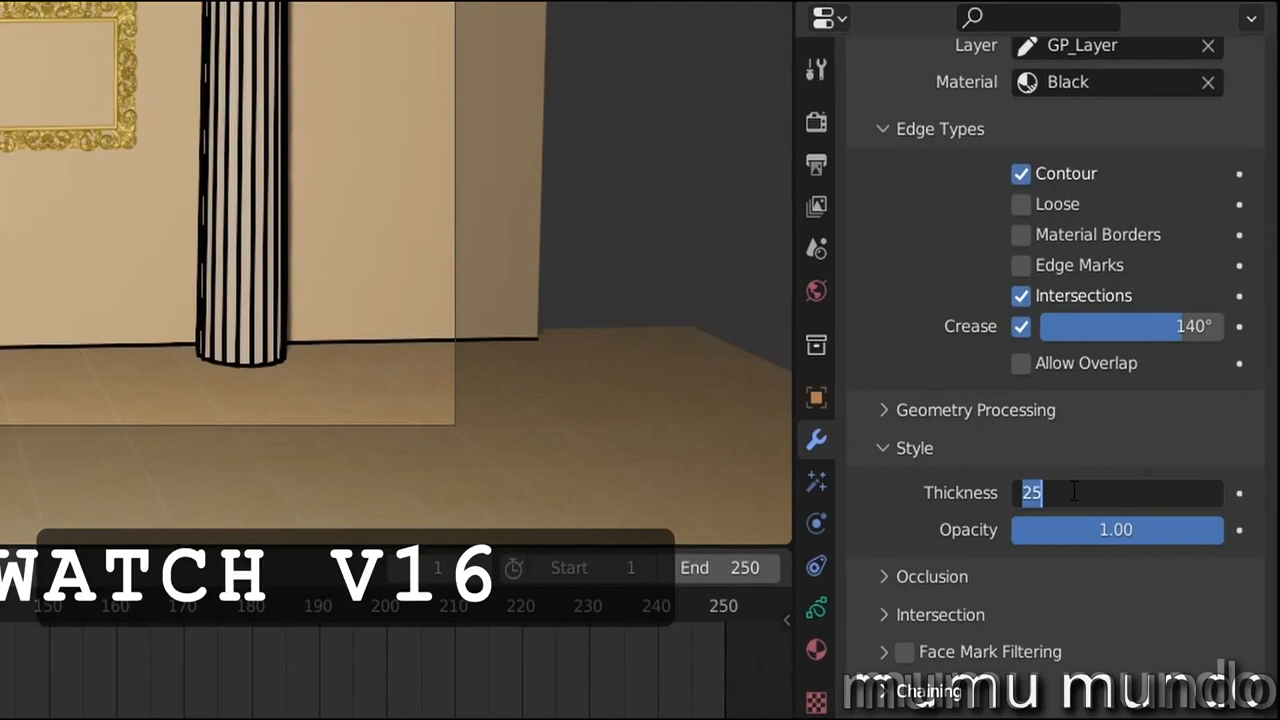 Layer GP_Layer
Material Black
Edge Types
Contour
Loose
Material Borders
Edge Marks
Intersections
Crease 140°
Allow Overlap
Geometry Processing
Style
Thickness 25
Opacity 1.00
Occlusion
Intersection
Face Mark Filtering
Chaining
WATCH V16
1 Start 1 End 250
150 160 170 180 190 200 210 220 230 240 250
mumu mundo